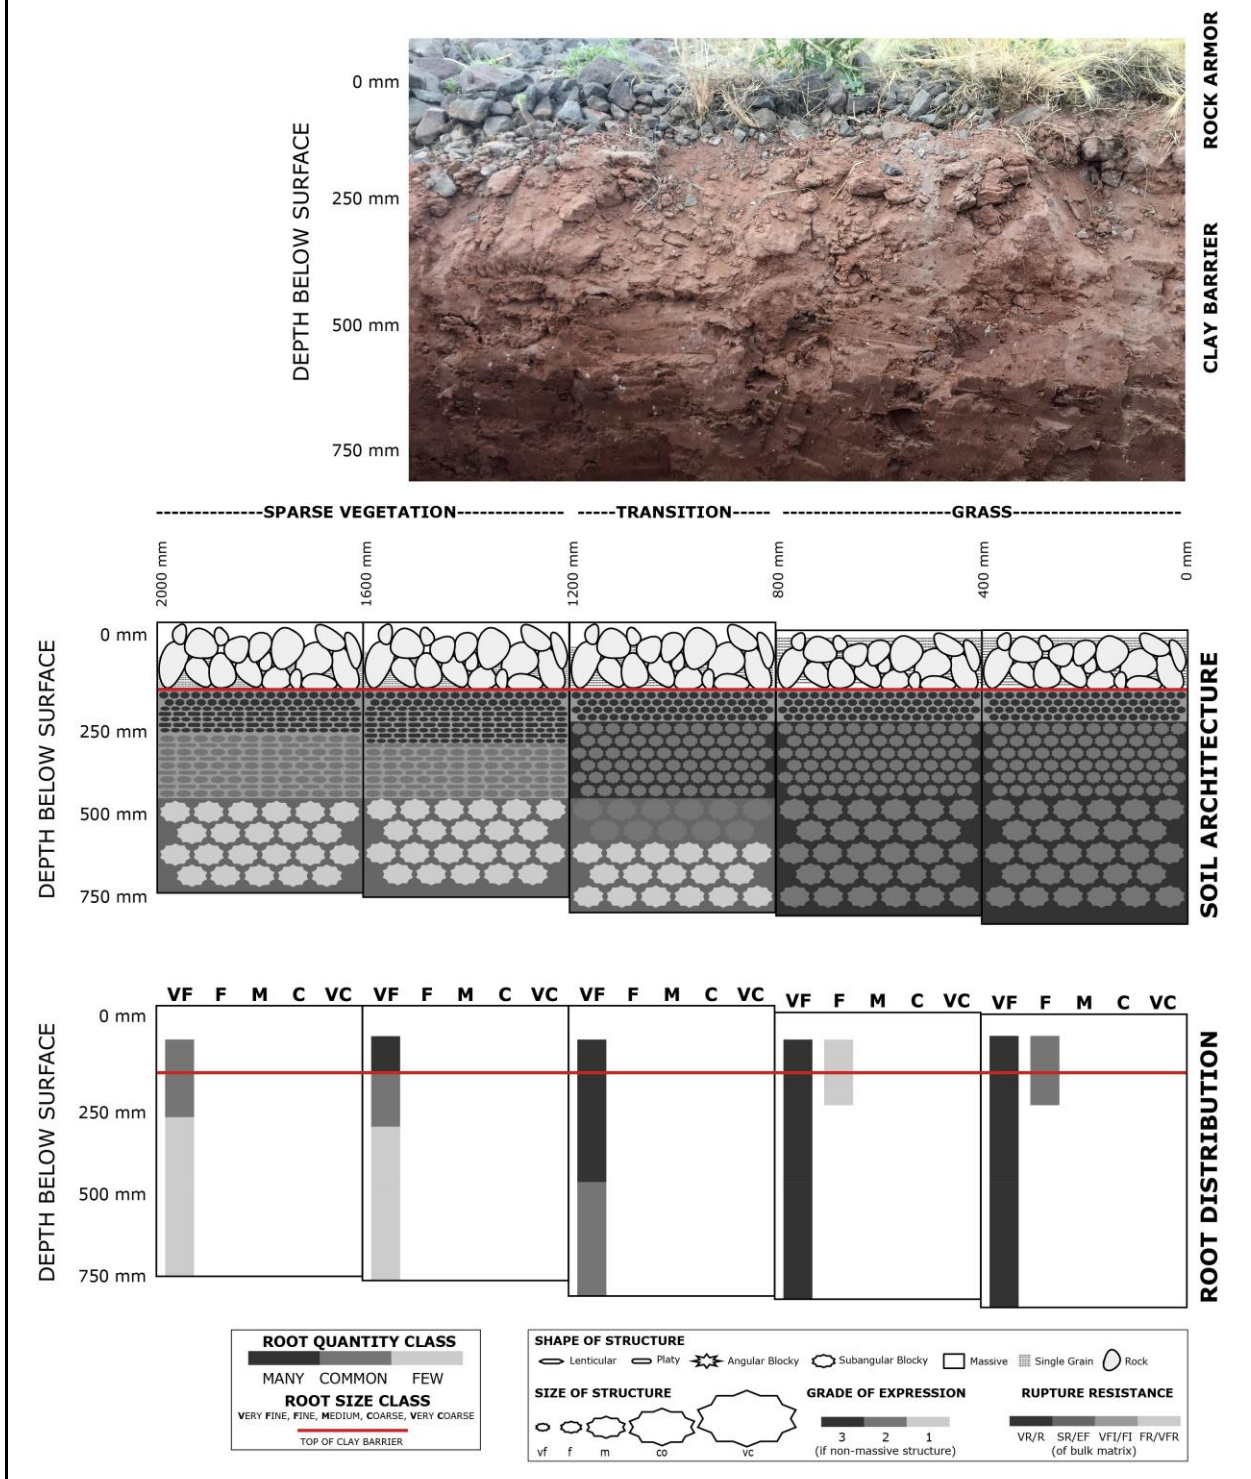 ROCK ARMOR
0 mm
250 mm
500 mm
750 mm
DEPTH BELOW SURFACE
CLAY BARRIER
SPARSE VEGETATION TRANSITION GRASS
2000 mm 1600 mm 1200 mm 800 mm 400 mm 0 mm
0 mm
250 mm
500 mm
750 mm
DEPTH BELOW SURFACE
SOIL ARCHITECTURE
VF F M C VC VF F M C VC VF F M C VC VF F M C VC VF F M C VC
0 mm
250 mm
500 mm
750 mm
DEPTH BELOW SURFACE
ROOT DISTRIBUTION
ROOT QUANTITY CLASS
MANY COMMON FEW
ROOT SIZE CLASS
VERY FINE, FINE, MEDIUM, COARSE, VERY COARSE
TOP OF CLAY BARRIER
SHAPE OF STRUCTURE
Lenticular Platy Angular Blocky Subangular Blocky Massive Single Grain Rock
SIZE OF STRUCTURE
vf f m co vc
GRADE OF EXPRESSION
3 2 1
(if non-massive structure)
RUPTURE RESISTANCE
VR/R SR/EF VFI/FI FR/VFR
(of bulk matrix)